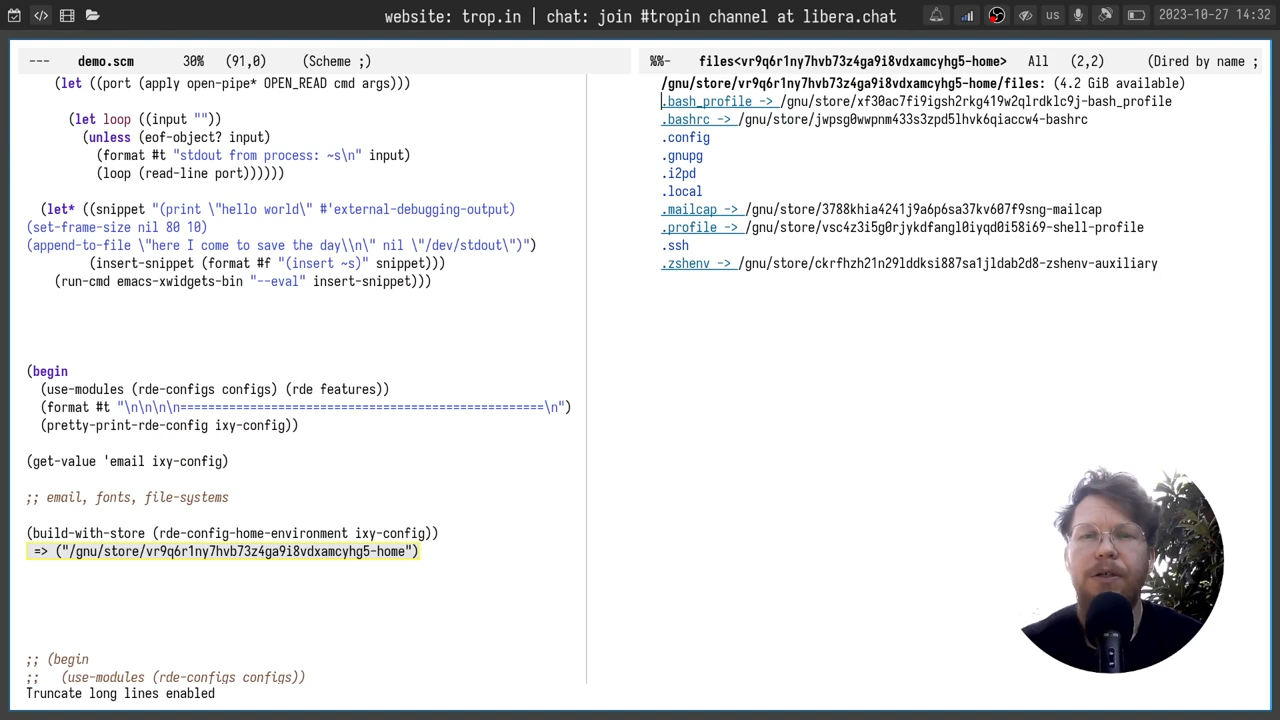 website: trop.in | chat: join #tropin channel at libera.chat
us
2023-10-27 14:32
--- demo.scm 30% (91,0) (Scheme ;)
(let ((port (apply open-pipe* OPEN_READ cmd args)))
(let loop ((input ""))
(unless (eof-object? input)
(format #t "stdout from process: ~s\n" input)
(loop (read-line port))))))
(let* ((snippet "(print \"hello world\" #'external-debugging-output)
(set-frame-size nil 80 10)
(append-to-file \"here I come to save the day\\n\" nil \"/dev/stdout\")")
(insert-snippet (format #f "(insert ~s)" snippet)))
(run-cmd emacs-xwidgets-bin "--eval" insert-snippet)))
(begin
(use-modules (rde-configs configs) (rde features))
(format #t "\n\n\n\n====================================================\n")
(pretty-print-rde-config ixy-config))
(get-value 'email ixy-config)
;; email, fonts, file-systems
(build-with-store (rde-config-home-environment ixy-config))
=> ("/gnu/store/vr9q6r1ny7hvb73z4ga9i8vdxamcyhg5-home")
;; (begin
;; (use-modules (rde-configs configs))
Truncate long lines enabled
%%- files<vr9q6r1ny7hvb73z4ga9i8vdxamcyhg5-home> All (2,2) (Dired by name ;
/gnu/store/vr9q6r1ny7hvb73z4ga9i8vdxamcyhg5-home/files: (4.2 GiB available)
.bash_profile -> /gnu/store/xf30ac7fi9igsh2rkg419w2qlrdklc9j-bash_profile
.bashrc -> /gnu/store/jwpsg0wwpnm433s3zpd5lhvk6qiaccw4-bashrc
.config
.gnupg
.i2pd
.local
.mailcap -> /gnu/store/3788khia4241j9a6p6sa37kv607f9sng-mailcap
.profile -> /gnu/store/vsc4z3i5g0rjykdfangl0iyqd0i58i69-shell-profile
.ssh
.zshenv -> /gnu/store/ckrfhzh21n29lddksi887sa1jldab2d8-zshenv-auxiliary